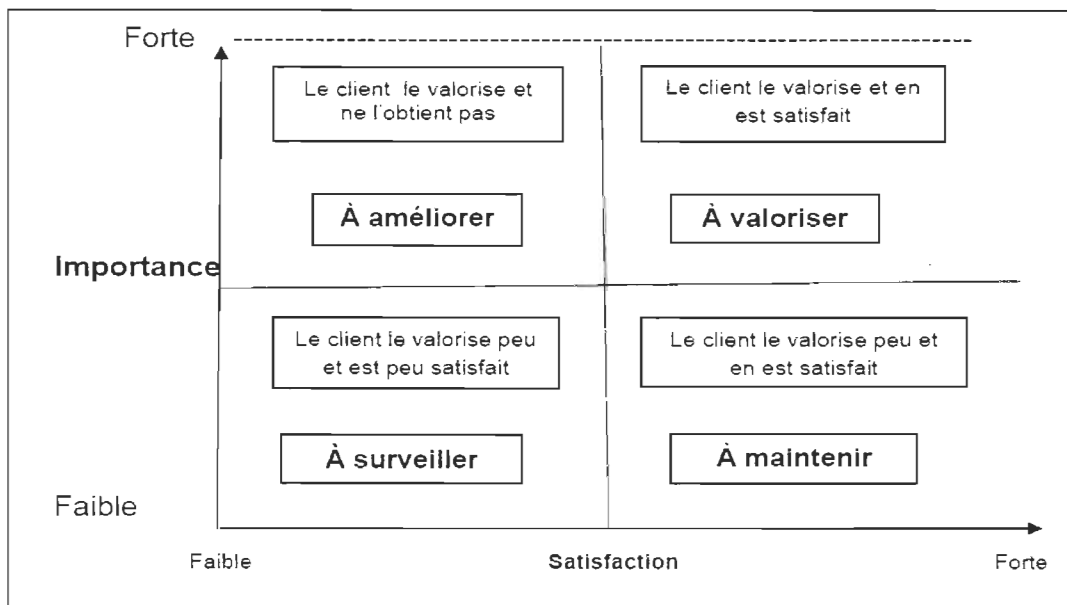 Forte
Le client le valorise et
ne l'obtient pas
Le client le valorise et en
est satisfait
À améliorer
À valoriser
Importance
Le client le valorise peu
et est peu satisfait
Le client le valorise peu et
en est satisfait
À surveiller
À maintenir
Faible
Faible
Satisfaction
Forte